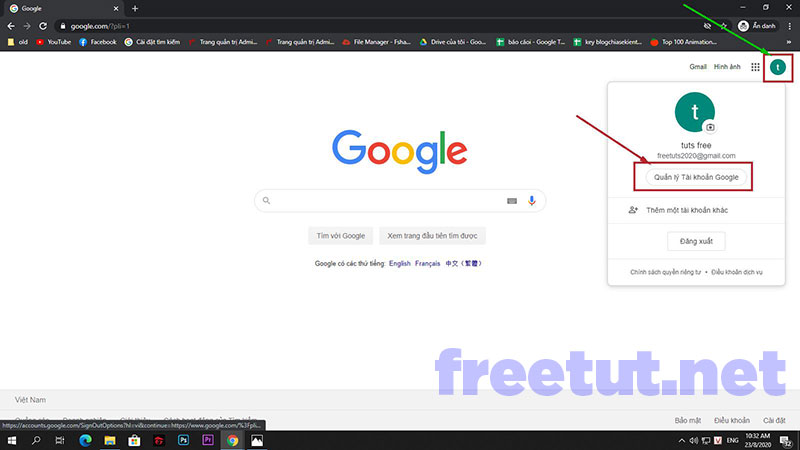 Google
google.com/?pli=1
Ẩn danh
old YouTube Facebook Cài đặt tìm kiếm Trang quản trị Admi... Trang quản trị Admi... File Manager - Fsha... Drive của tôi - Goog... báo cáoi - Google T... key blogchiasekient... Top 100 Animation...
Gmail Hình ảnh t
t
tuts free
freetuts2020@gmail.com
Quản lý Tài khoản Google
Thêm một tài khoản khác
Đăng xuất
Chính sách quyền riêng tư • Điều khoản dịch vụ
Google
Tìm với Google Xem trang đầu tiên tìm được
Google có các thứ tiếng: English Français 中文 (繁體)
freetut.net
Việt Nam
Bảo mật Điều khoản Cài đặt
https://accounts.google.com/SignOutOptions?hl=vi&continue=https://www.google.com/%3Fpli...
ENG 10:32 AM
23/8/2020